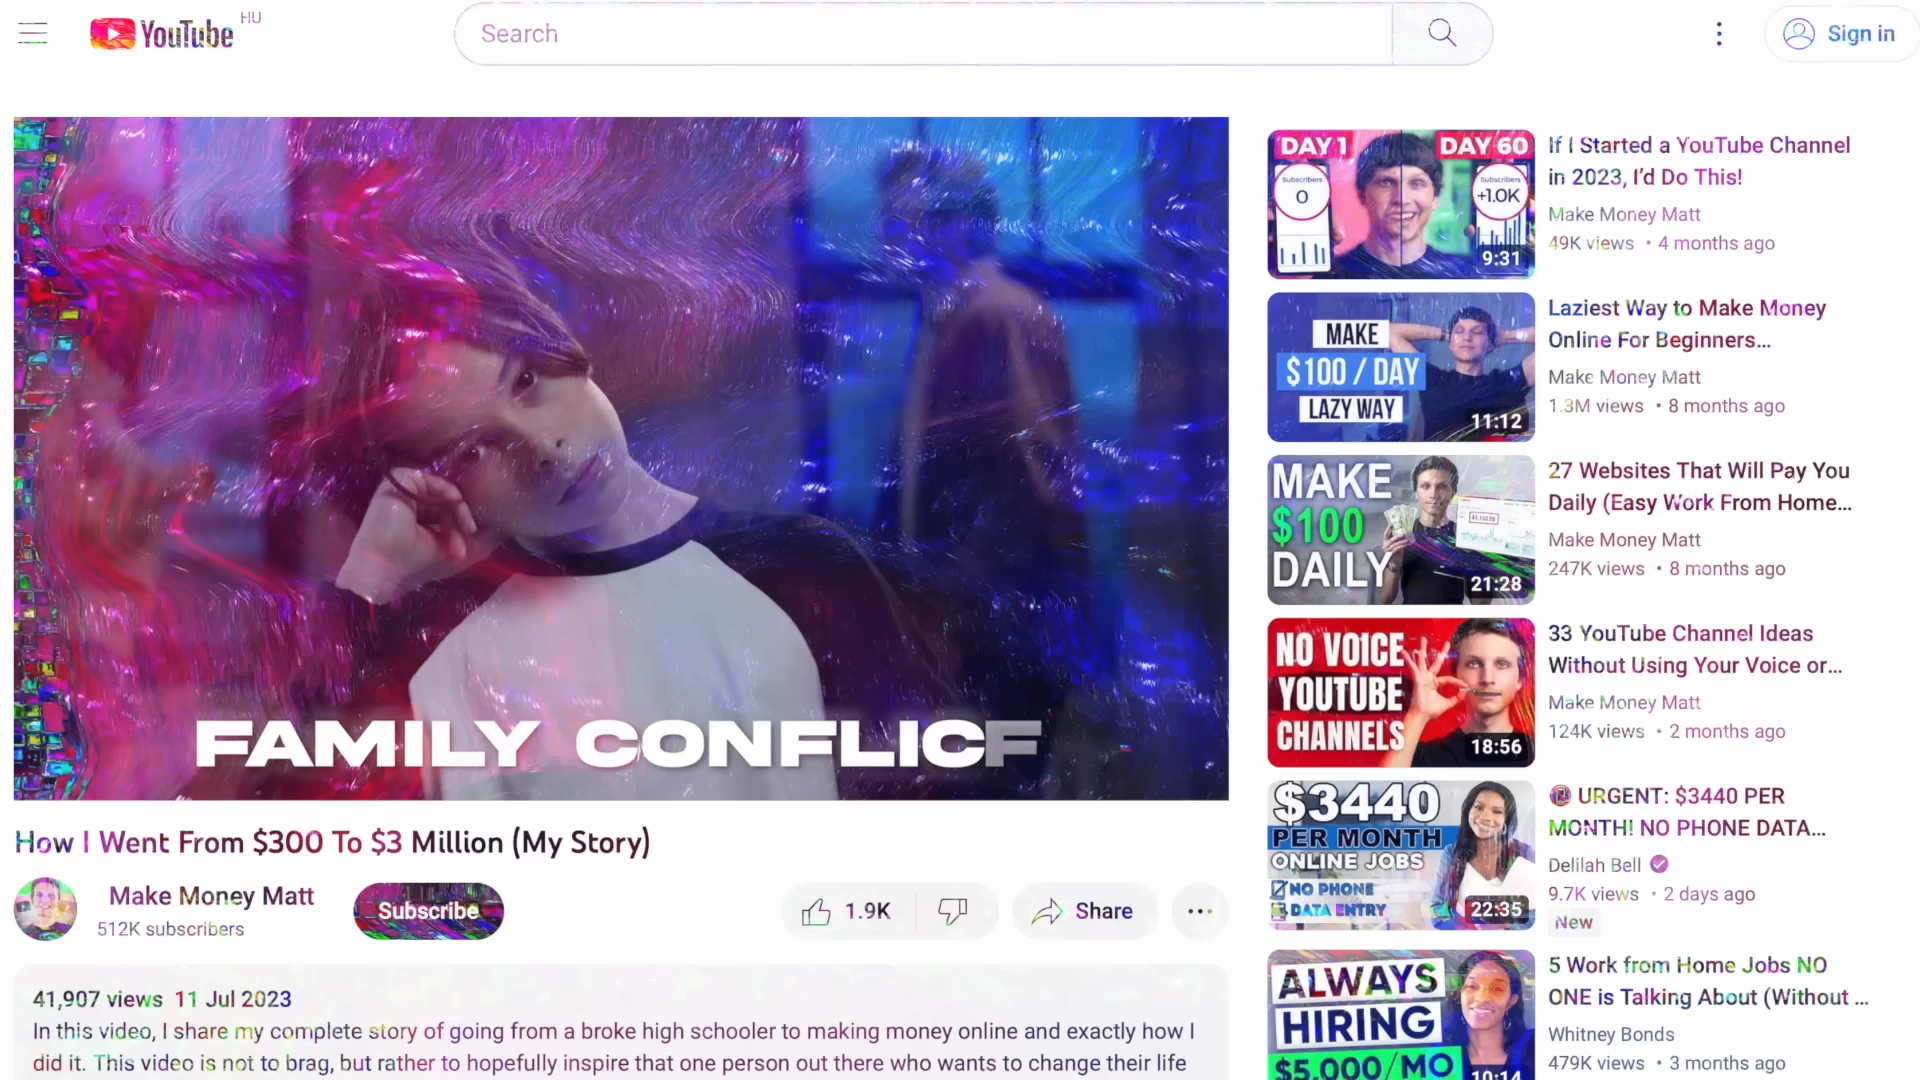 YouTube HU
Search
Sign in
FAMILY CONFLICF
How I Went From $300 To $3 Million (My Story)
Make Money Matt
512K subscribers
Subscribe
1.9K
Share
41,907 views 11 Jul 2023
In this video, I share my complete story of going from a broke high schooler to making money online and exactly how I
did it. This video is not to brag, but rather to hopefully inspire that one person out there who wants to change their life
DAY 1
DAY 60
Subscribers
0
Subscribers
+1.0K
9:31
If I Started a YouTube Channel
in 2023, I'd Do This!
Make Money Matt
49K views • 4 months ago
MAKE
$100 / DAY
LAZY WAY
11:12
Laziest Way to Make Money
Online For Beginners...
Make Money Matt
1.3M views • 8 months ago
MAKE
$100
DAILY
21:28
27 Websites That Will Pay You
Daily (Easy Work From Home...
Make Money Matt
247K views • 8 months ago
NO VOICE
YOUTUBE
CHANNELS
18:56
33 YouTube Channel Ideas
Without Using Your Voice or...
Make Money Matt
124K views • 2 months ago
$3440
PER MONTH
ONLINE JOBS
NO PHONE
DATA ENTRY
22:35
URGENT: $3440 PER
MONTH! NO PHONE DATA...
Delilah Bell
9.7K views • 2 days ago
New
ALWAYS
HIRING
$5,000/MO
10:14
5 Work from Home Jobs NO
ONE is Talking About (Without ...
Whitney Bonds
479K views • 3 months ago